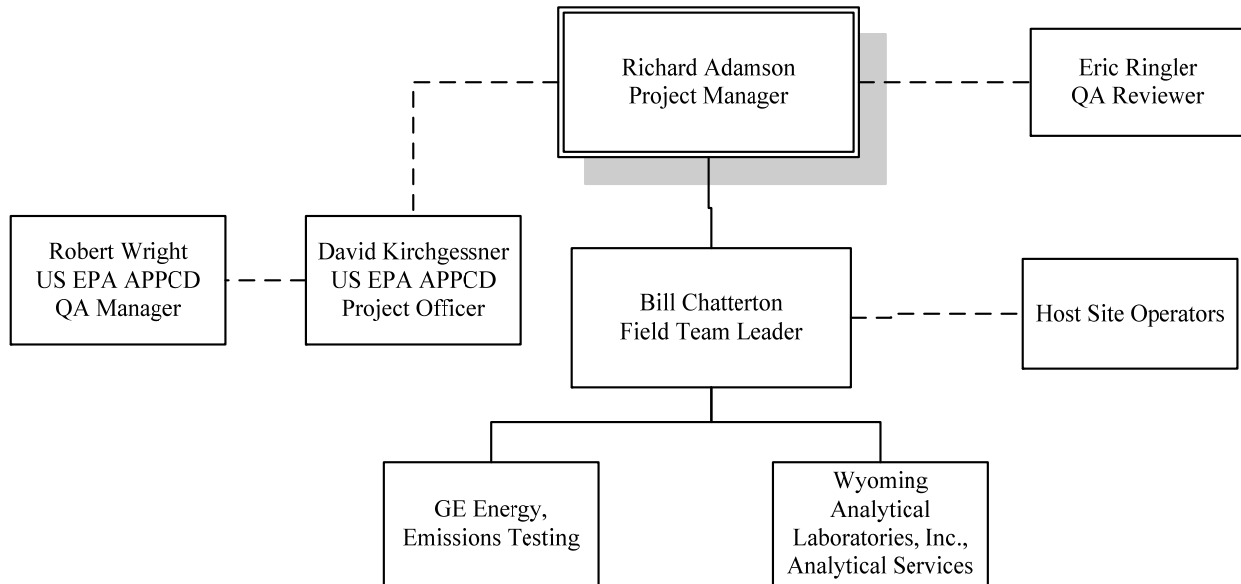 Richard Adamson
Project Manager
Eric Ringler
QA Reviewer
Robert Wright
US EPA APPCD
QA Manager
David Kirchgessner
US EPA APPCD
Project Officer
Bill Chatterton
Field Team Leader
Host Site Operators
GE Energy,
Emissions Testing
Wyoming
Analytical
Laboratories, Inc.,
Analytical Services